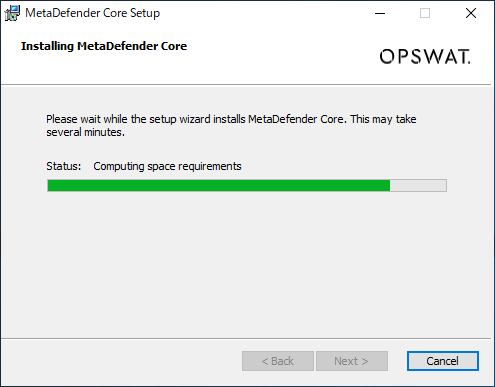 MetaDefender Core Setup
Installing MetaDefender Core
OPSWAT.
Please wait while the setup wizard installs MetaDefender Core. This may take
several minutes.
Status: Computing space requirements
< Back Next > Cancel